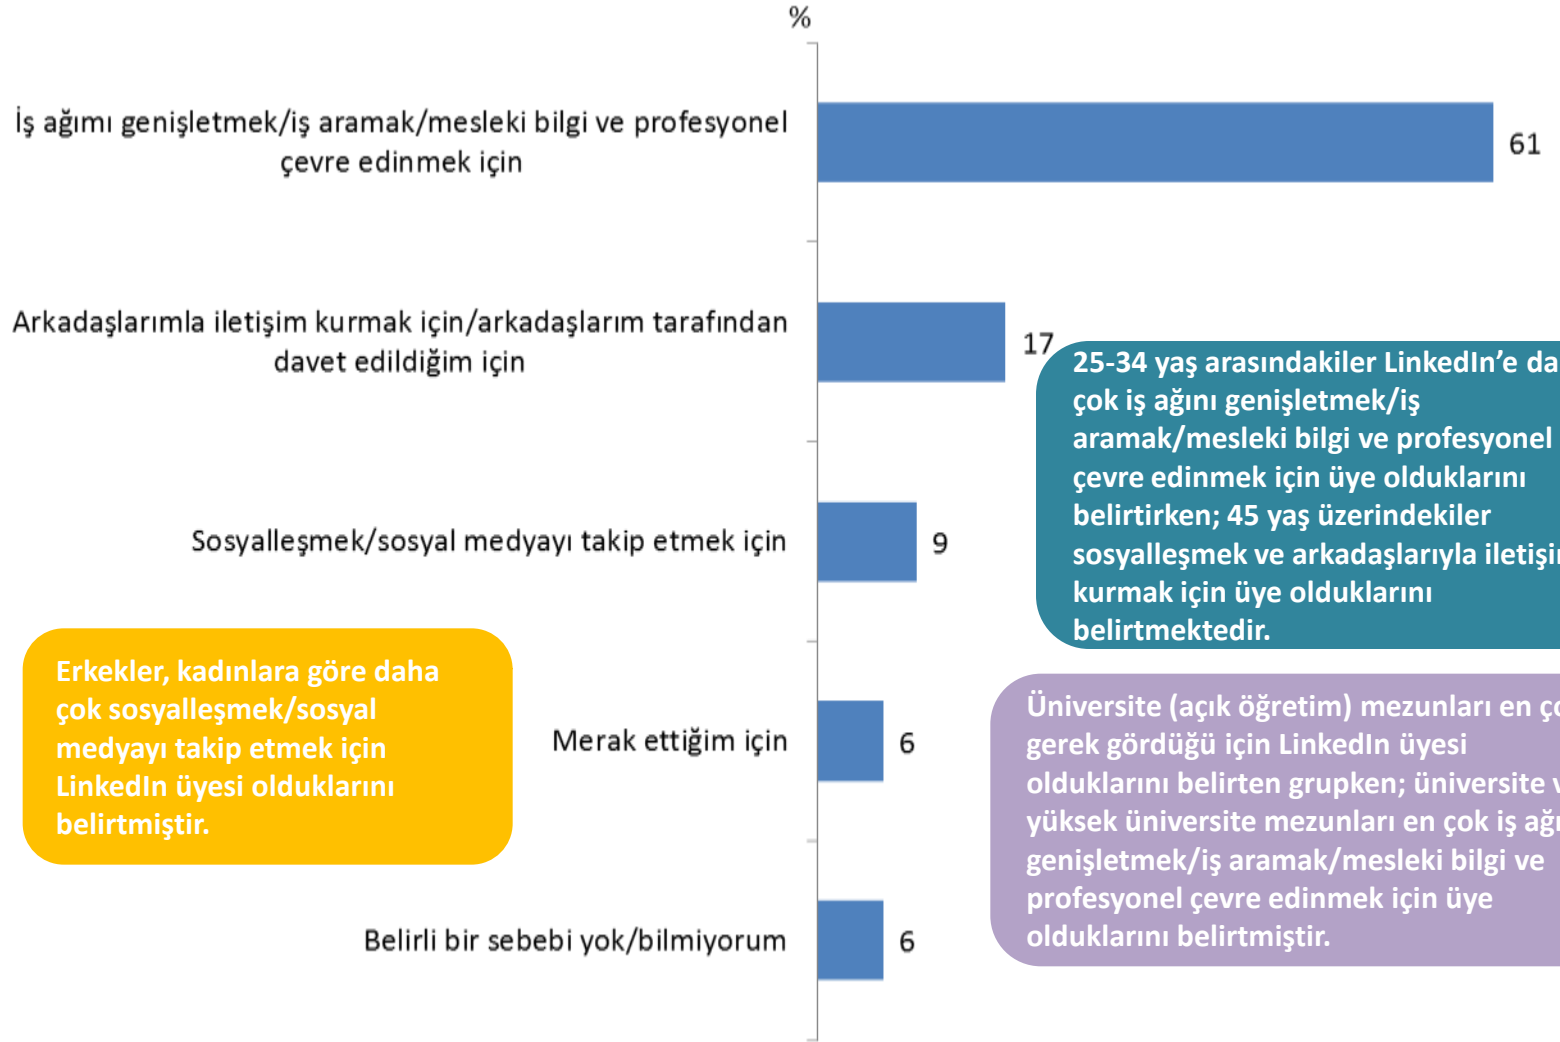 %
İş ağımı genişletmek/iş aramak/mesleki bilgi ve profesyonel
çevre edinmek için
61
Arkadaşlarımla iletişim kurmak için/arkadaşlarım tarafından
davet edildiğim için
17
25-34 yaş arasındakiler LinkedIn’e da
çok iş ağını genişletmek/iş
aramak/mesleki bilgi ve profesyonel
çevre edinmek için üye olduklarını
belirtirken; 45 yaş üzerindekiler
sosyalleşmek ve arkadaşlarıyla iletişi
kurmak için üye olduklarını
belirtmektedir.
Sosyalleşmek/sosyal medyayı takip etmek için
9
Erkekler, kadınlara göre daha
çok sosyalleşmek/sosyal
medyayı takip etmek için
LinkedIn üyesi olduklarını
belirtmiştir.
Merak ettiğim için
6
Üniversite (açık öğretim) mezunları en ço
gerek gördüğü için LinkedIn üyesi
olduklarını belirten grupken; üniversite v
yüksek üniversite mezunları en çok iş ağı
genişletmek/iş aramak/mesleki bilgi ve
profesyonel çevre edinmek için üye
olduklarını belirtmiştir.
Belirli bir sebebi yok/bilmiyorum
6